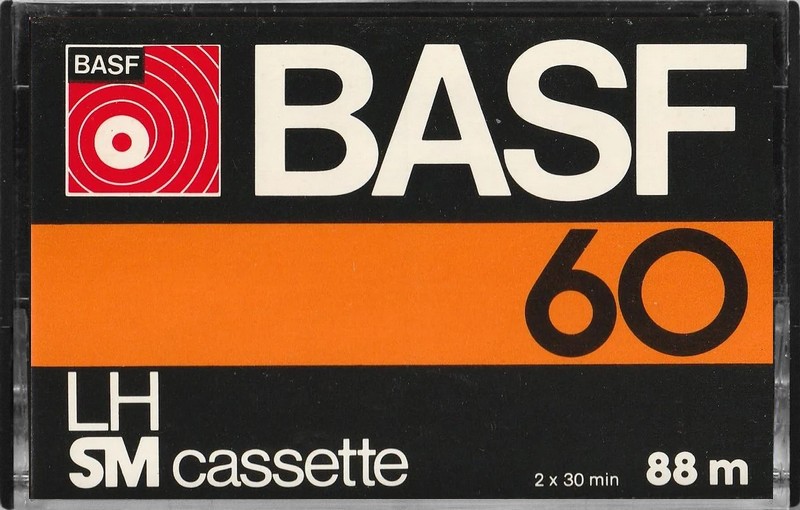 BASF
BASF
60
LH
SM cassette
2 x 30 min 88 m